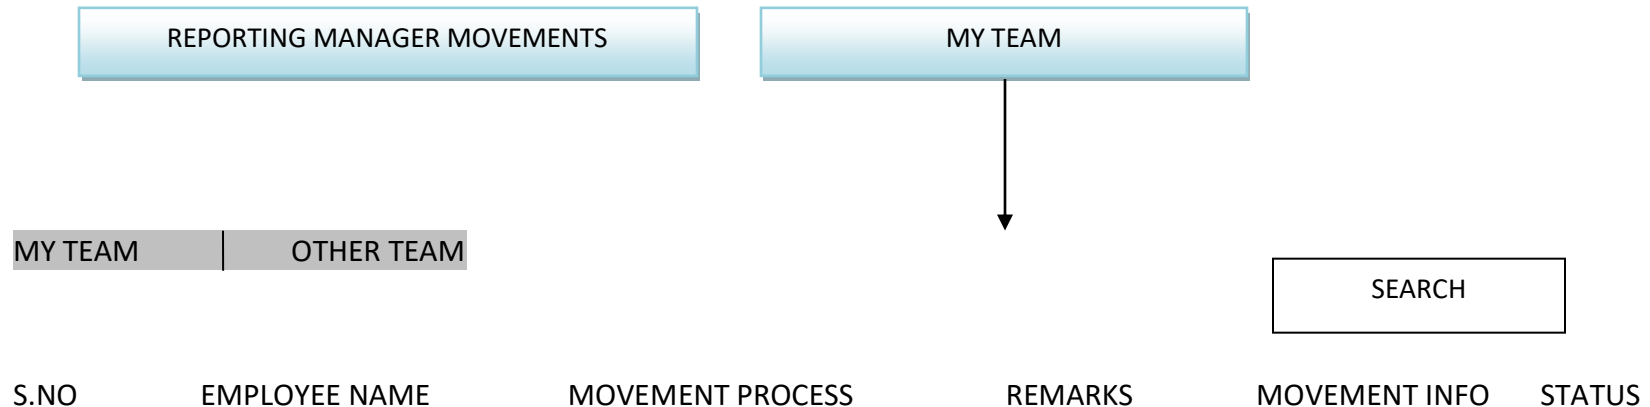 REPORTING MANAGER MOVEMENTS
MY TEAM
MY TEAM
OTHER TEAM
SEARCH
S.NO EMPLOYEE NAME MOVEMENT PROCESS REMARKS MOVEMENT INFO STATUS